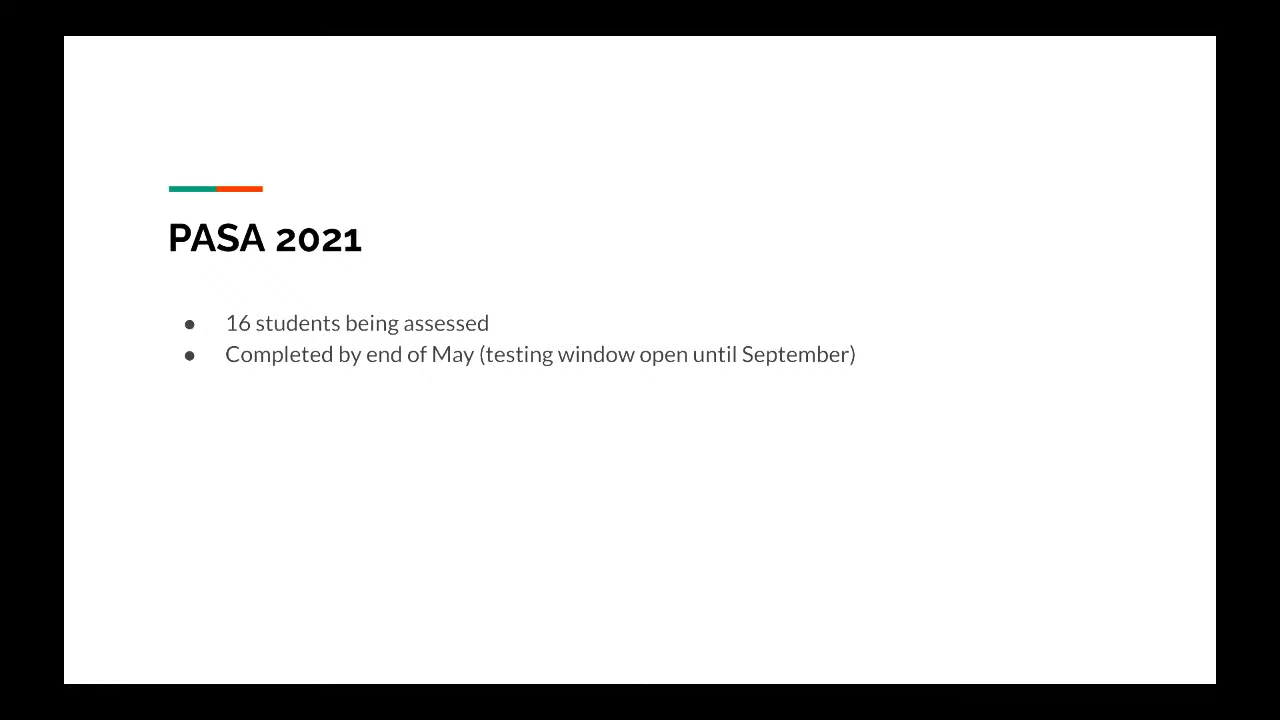 PASA 2021
● 16 students being assessed
● Completed by end of May (testing window open until September)